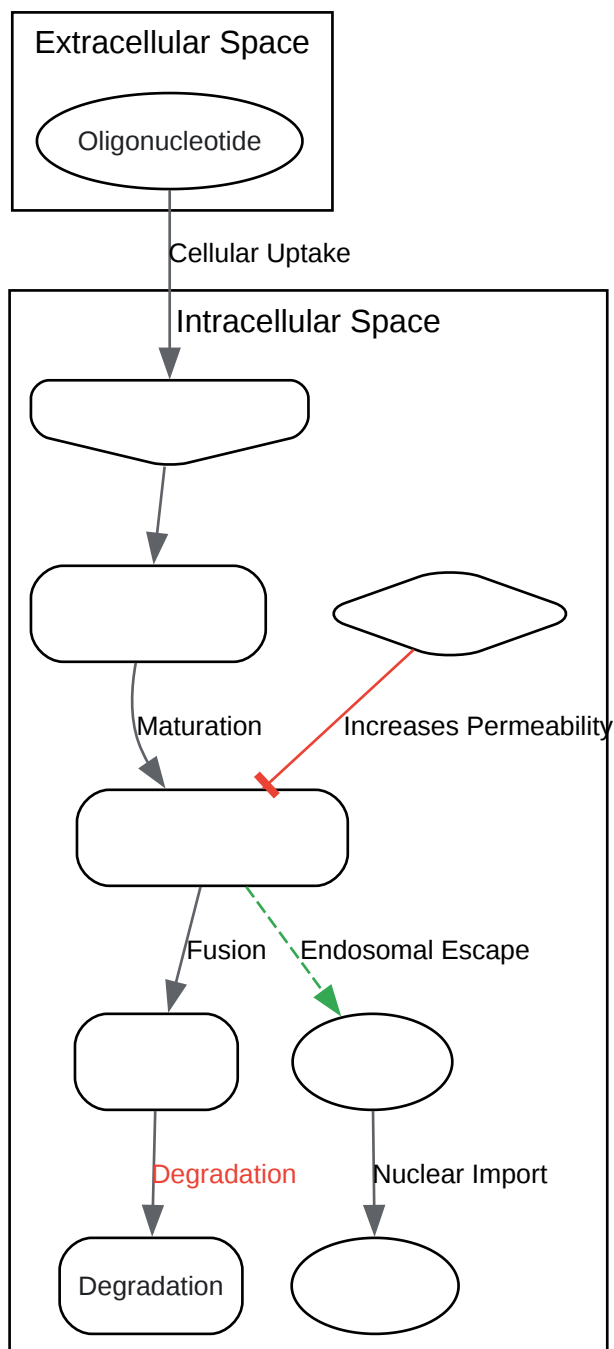 Extracellular Space
Oligonucleotide
Cellular Uptake
Intracellular Space
Maturation
Increases Permeability
Fusion
Endosomal Escape
Degradation
Nuclear Import
Degradation